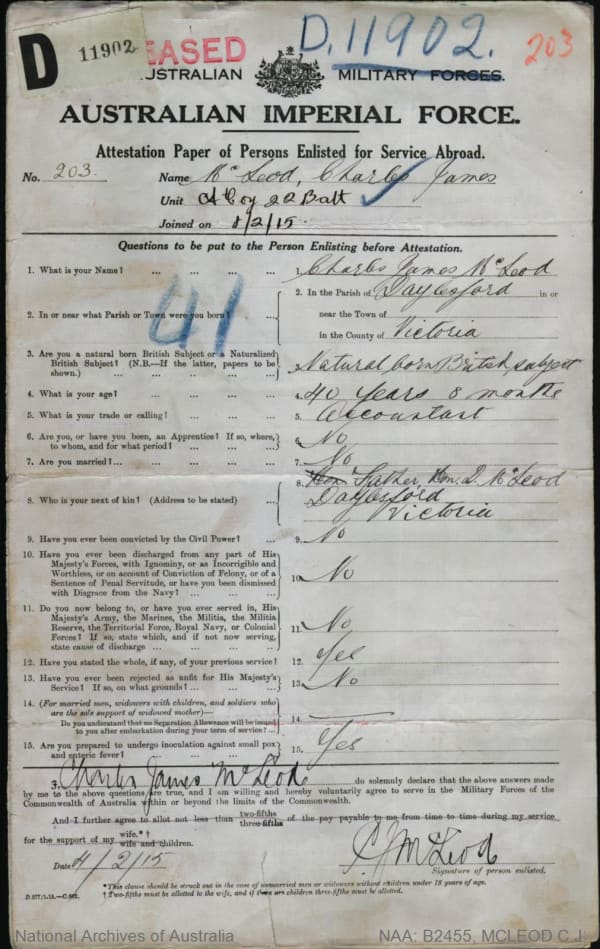 D
11902
DECEASED
D.11902.
203
AUSTRALIAN MILITARY FORCES.
AUSTRALIAN IMPERIAL FORCE.
Attestation Paper of Persons Enlisted for Service Abroad.
No. 203. Name McLeod, Charles James
Unit A Coy 22 Batt
Joined on 8/2/15.
Questions to be put to the Person Enlisting before Attestation.
1. What is your Name? ... ... ... ... 1. Charles James McLeod
2. In or near what Parish or Town were you born? ... 2. In the Parish of Daylesford in or
near the Town of
in the County of Victoria
41
3. Are you a natural born British Subject or a Naturalized
British Subject? (N.B.—If the latter, papers to be
shown.) ... ... ... ... 3. Natural born British subject
4. What is your age? ... ... ... ... 4. 40 years 8 months
5. What is your trade or calling? ... ... ... 5. Accountant
6. Are you, or have you been, an Apprentice? If so, where,
to whom, and for what period? ... ... ... 6. No
7. Are you married? ... ... ... ... 7. No
8. Who is your next of kin? (Address to be stated) ... 8. Hon. Father, Hon. D. McLeod
Daylesford
Victoria
9. Have you ever been convicted by the Civil Power? ... 9. No
10. Have you ever been discharged from any part of His
Majesty's Forces, with Ignominy, or as Incorrigible and
Worthless, or on account of Conviction of Felony, or of a
Sentence of Penal Servitude, or have you been dismissed
with Disgrace from the Navy? ... ... ... 10. No
11. Do you now belong to, or have you ever served in, His
Majesty's Army, the Marines, the Militia, the Militia
Reserve, the Territorial Force, Royal Navy, or Colonial
Forces? If so, state which, and if not now serving,
state cause of discharge ... ... ... ... 11. No
12. Have you stated the whole, if any, of your previous service? 12. Yes
13. Have you ever been rejected as unfit for His Majesty's
Service? If so, on what grounds? ... ... ... 13. No
14. (For married men, widowers with children, and soldiers who
are the sole support of widowed mother)—
Do you understand that no Separation Allowance will be issued
to you after embarkation during your term of service? ... 14.
15. Are you prepared to undergo inoculation against small pox
and enteric fever? ... ... ... ... 15. Yes
3. Charles James McLeod do solemnly declare that the above answers made
by me to the above questions are true, and I am willing and hereby voluntarily agree to serve in the Military Forces of the
Commonwealth of Australia within or beyond the limits of the Commonwealth.
And I further agree to allot not less than two-fifths three-fifths of the pay payable to me from time to time during my service
for the support of my wife.*† wife and children.
Date 4/2/15 C J McLeod
Signature of person enlisted.
*This clause should be struck out in the case of unmarried men or widowers without children under 18 years of age.
† Two-fifths must be allotted to the wife, and if there are children three-fifths must be allotted.
National Archives of Australia NAA: B2455, MCLEOD C J